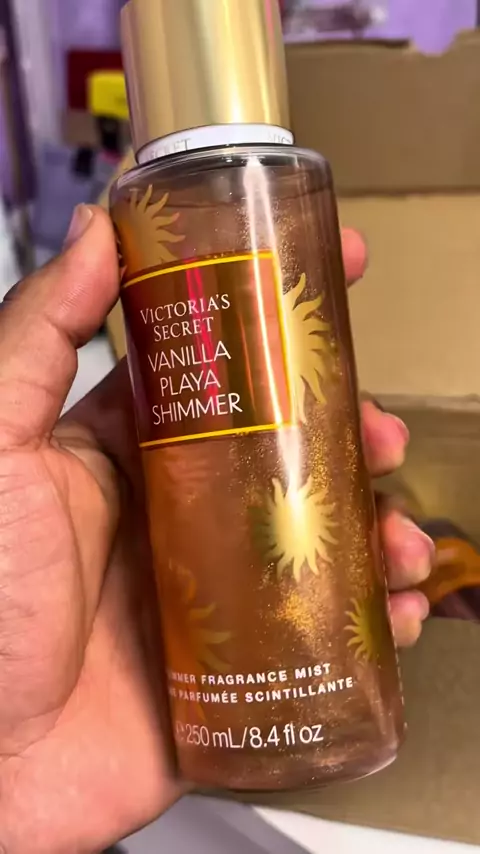 VICTORIA'S
SECRET
VANILLA
PLAYA
SHIMMER
FRAGRANCE MIST
PARFUMÉE SCINTILLANTE
250 mL/8.4 fl oz